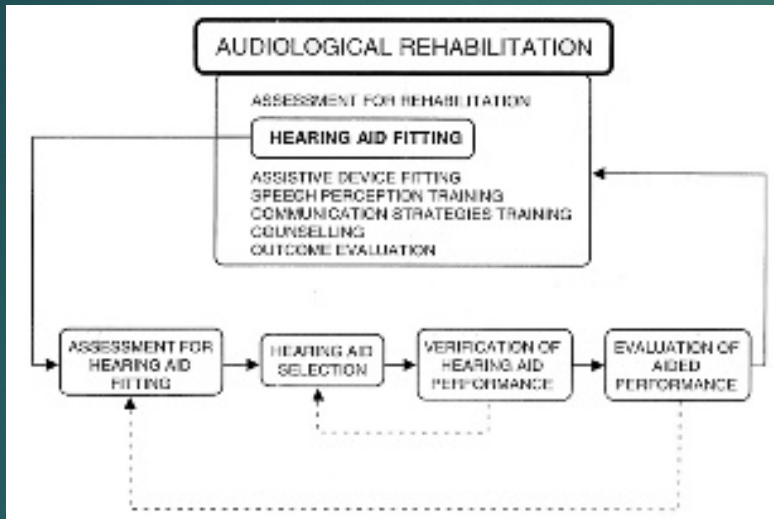 AUDIOLOGICAL REHABILITATION
ASSESSMENT FOR REHABILITATION
HEARING AID FITTING
ASSISTIVE DEVICE FITTING
SPEECH PERCEPTION TRAINING
COMMUNICATION STRATEGIES TRAINING
COUNSELLING
OUTCOME EVALUATION
ASSESSMENT FOR
HEARING AID
FITTING
HEARING AID
SELECTION
VERIFICATION OF
HEARING AID
PERFORMANCE
EVALUATION OF
AIDED
PERFORMANCE